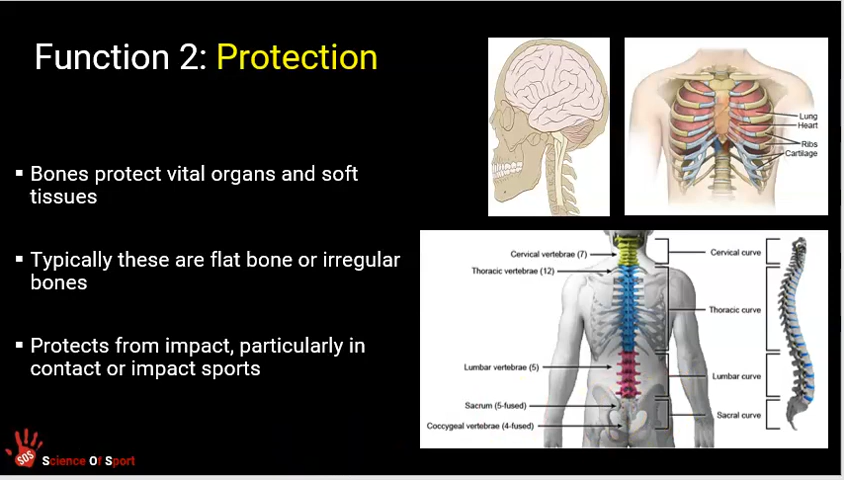 Function 2: Protection
▪ Bones protect vital organs and soft
tissues
▪ Typically these are flat bone or irregular
bones
▪ Protects from impact, particularly in
contact or impact sports
Lung
Heart
Ribs
Cartilage
Cervical vertebrae (7)
Thoracic vertebrae (12)
Lumbar vertebrae (5)
Sacrum (5-fused)
Coccygeal vertebrae (4-fused)
Cervical curve
Thoracic curve
Lumbar curve
Sacral curve
SOS
Science Of Sport